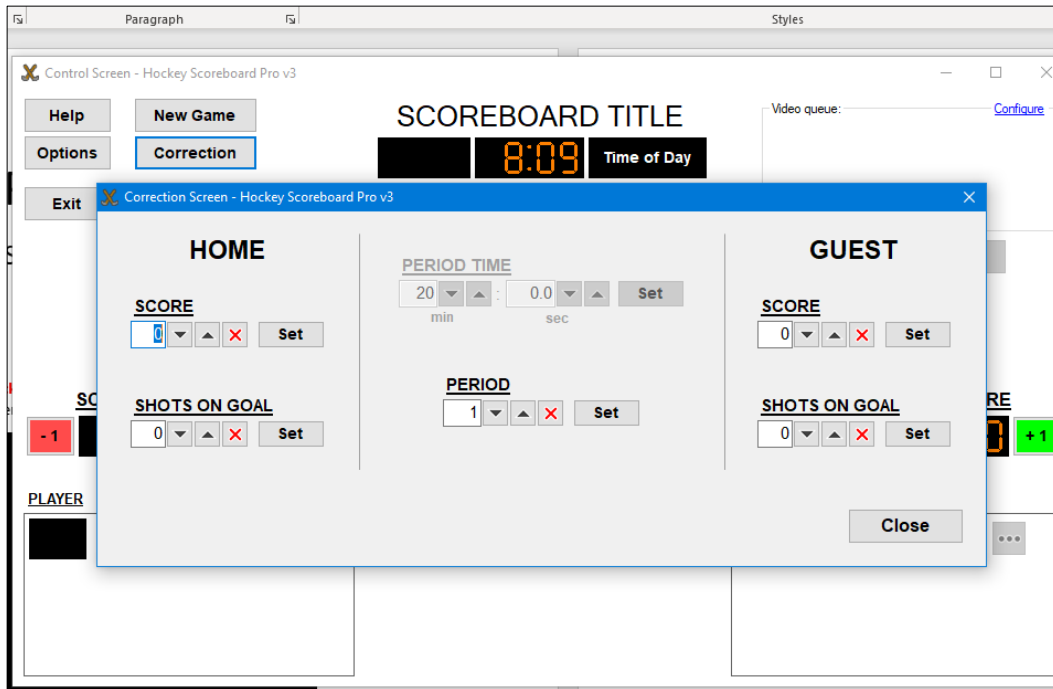 Paragraph
Styles
Control Screen - Hockey Scoreboard Pro v3
Help
New Game
SCOREBOARD TITLE
Video queue:
Configure
Options
Correction
8:09
Time of Day
Exit
Correction Screen - Hockey Scoreboard Pro v3
HOME
GUEST
PERIOD TIME
20 : 0.0 Set
min sec
SCORE
0 Set
SCORE
0 Set
PERIOD
1 Set
SHOTS ON GOAL
0 Set
SHOTS ON GOAL
0 Set
SC
RE
- 1
+ 1
PLAYER
Close